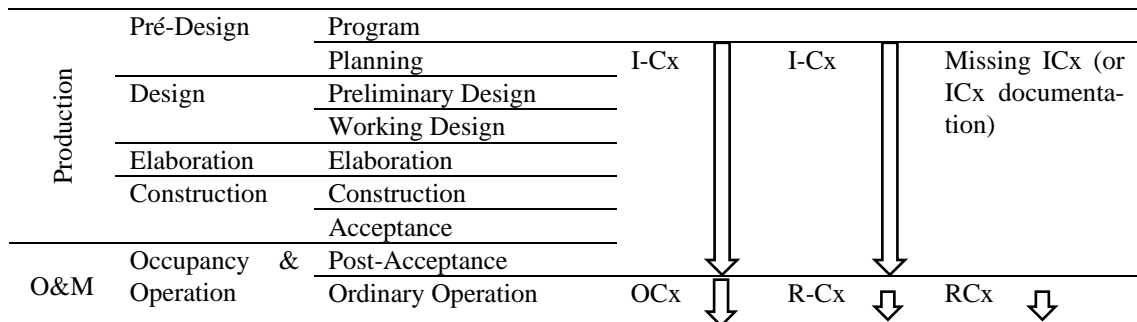 Pré-Design Program
Planning I-Cx I-Cx Missing ICx (or
Design Preliminary Design ICx documenta-
Working Design tion)
Production
Elaboration Elaboration
Construction Construction
Acceptance
Occupancy & Post-Acceptance
O&M
Operation Ordinary Operation OCx R-Cx RCx